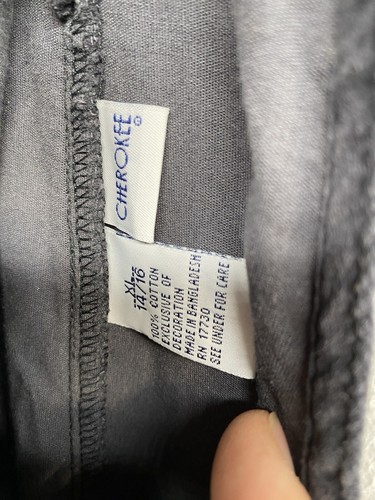 CHEROKEE®
XL
14/16
100% COTTON
EXCLUSIVE OF
DECORATION
MADE IN BANGLADESH
RN 17730
SEE UNDER FOR CARE